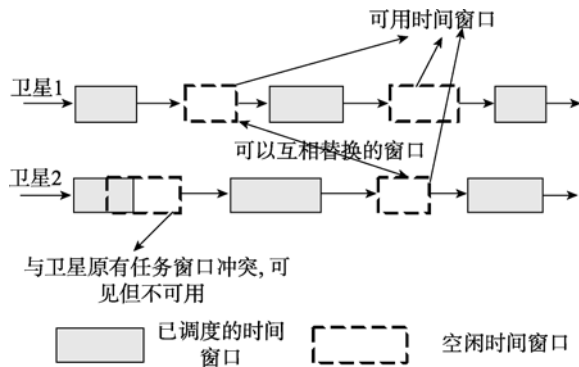 可用时间窗口
卫星1
可以互相替换的窗口
卫星2
与卫星原有任务窗口冲突, 可
见但不可用
已调度的时间
窗口
空闲时间窗口